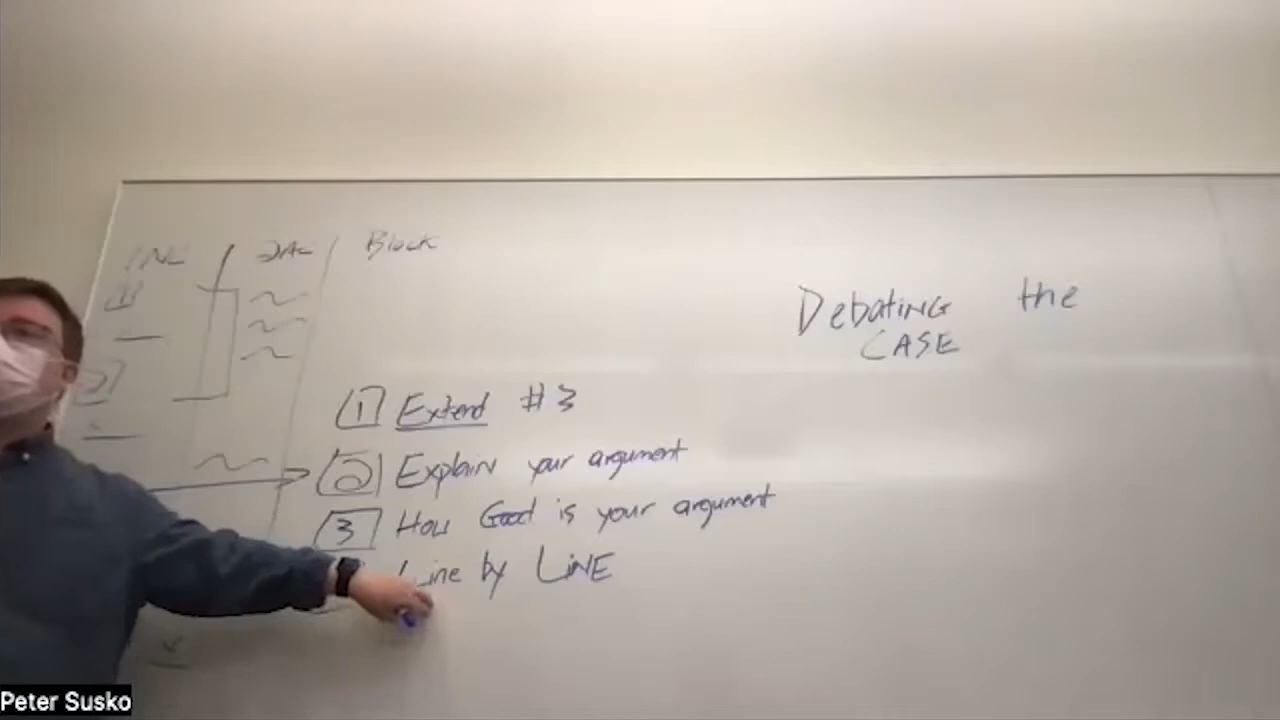 1NC 2AC Block
Debating the
CASE
1 Extend #3
2 Explain your argument
3 How Good is your argument
Line by LINE
Peter Susko